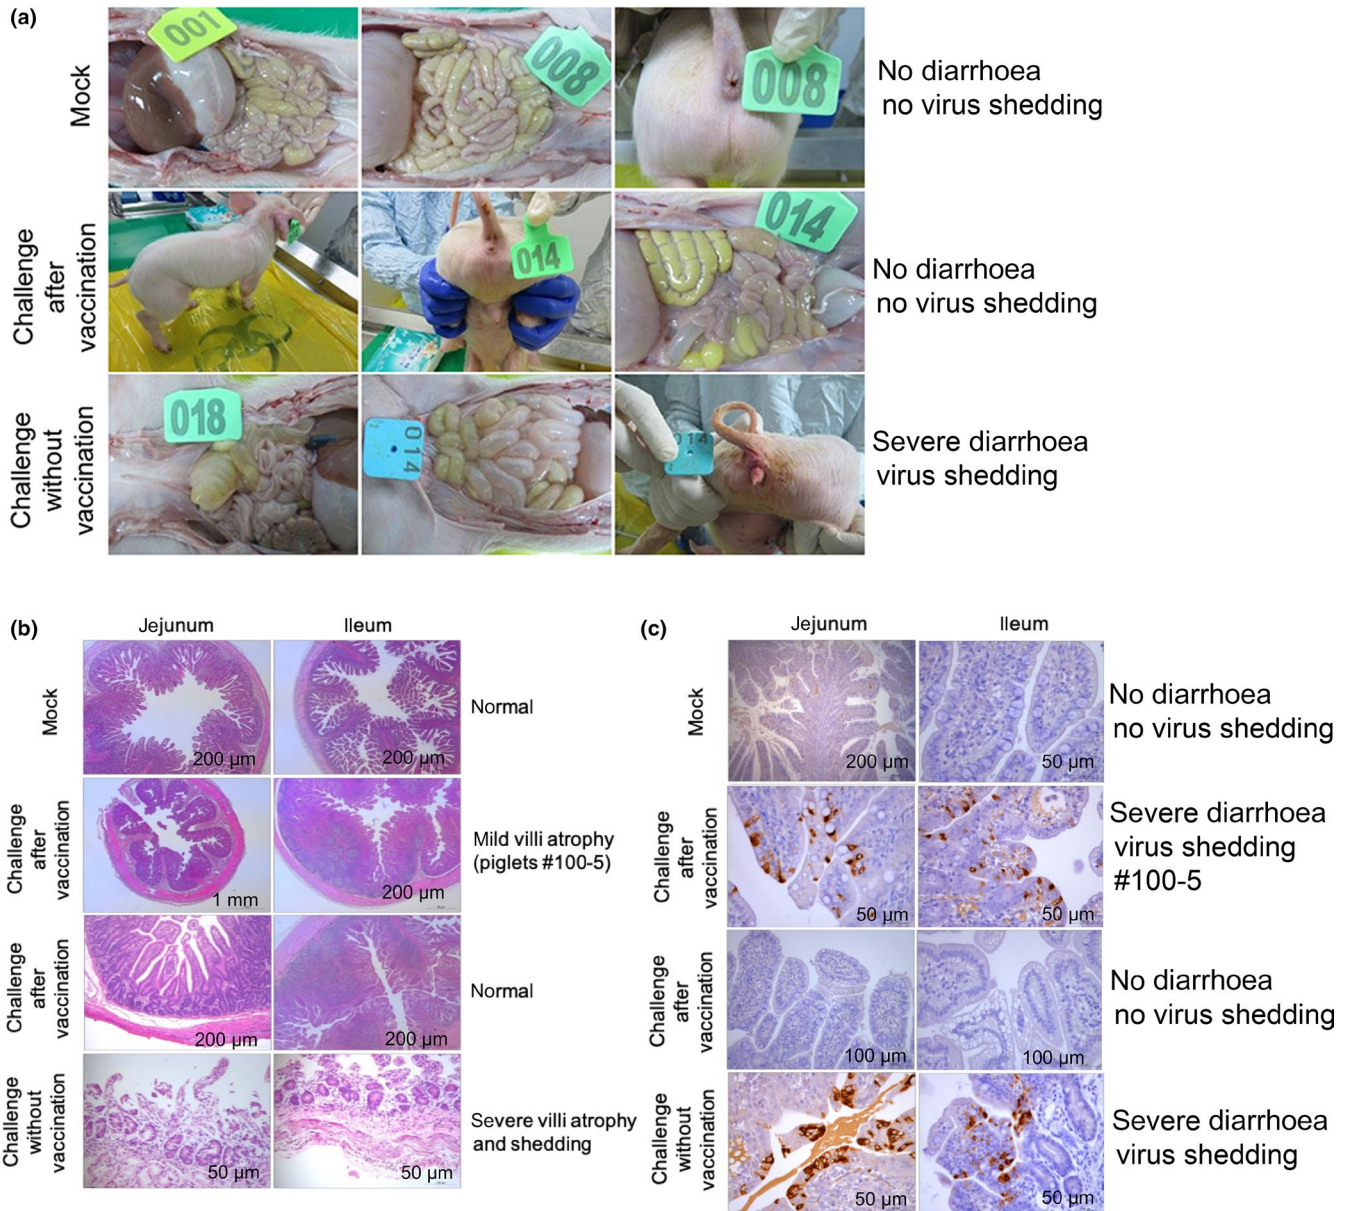 (a)
Mock
001
008
008
No diarrhoea
no virus shedding
Challenge
after
vaccination
014
014
No diarrhoea
no virus shedding
Challenge
without
vaccination
018
014
014
Severe diarrhoea
virus shedding
(b)
Jejunum
Ileum
Mock
200 µm
200 µm
Normal
Challenge
after
vaccination
1 mm
200 µm
Mild villi atrophy
(piglets #100-5)
Challenge
after
vaccination
200 µm
200 µm
Normal
Challenge
without
vaccination
50 µm
50 µm
Severe villi atrophy
and shedding
(c)
Jejunum
Ileum
Mock
200 µm
50 µm
No diarrhoea
no virus shedding
Challenge
after
vaccination
50 µm
50 µm
Severe diarrhoea
virus shedding
#100-5
Challenge
after
vaccination
100 µm
100 µm
No diarrhoea
no virus shedding
Challenge
without
vaccination
50 µm
50 µm
Severe diarrhoea
virus shedding